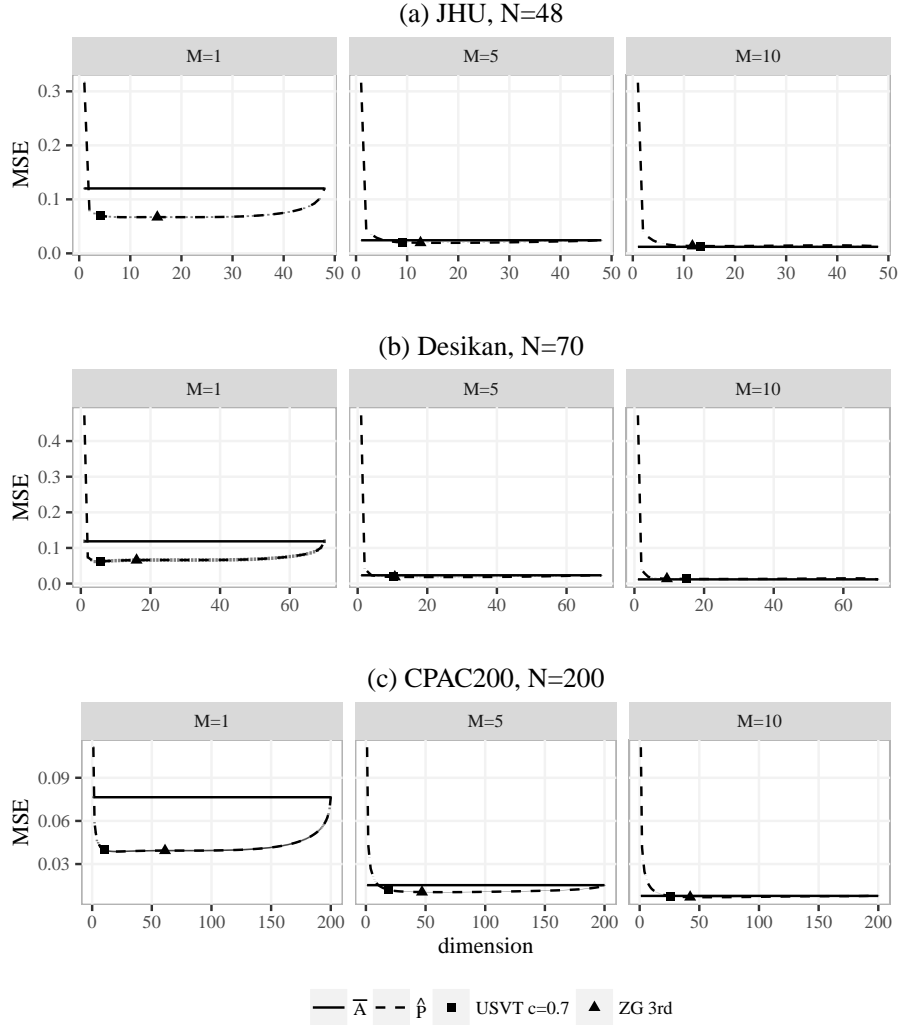 (a) JHU, N=48
M=1 M=5 M=10
MSE
0.3
0.2
0.1
0.0
0 10 20 30 40 50 0 10 20 30 40 50 0 10 20 30 40 50
(b) Desikan, N=70
M=1 M=5 M=10
MSE
0.4
0.3
0.2
0.1
0.0
0 20 40 60 0 20 40 60 0 20 40 60
(c) CPAC200, N=200
M=1 M=5 M=10
MSE
0.09
0.06
0.03
0 50 100 150 200 0 50 100 150 200 0 50 100 150 200
dimension
A̅ P̂ USVT c=0.7 ZG 3rd